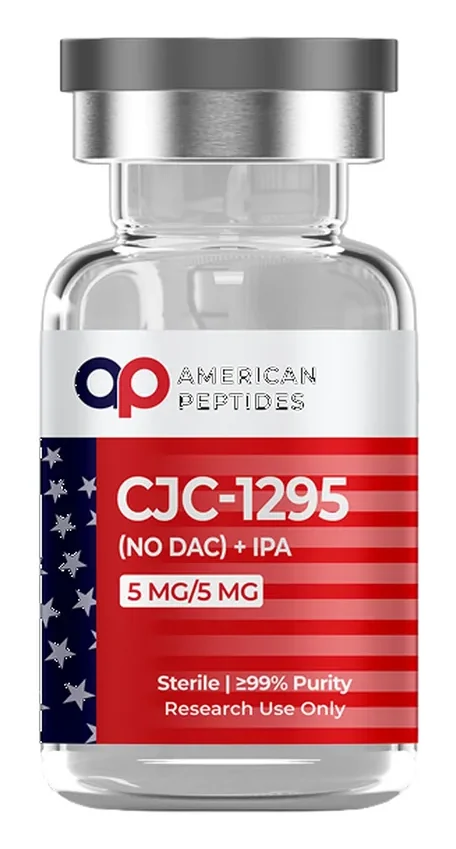 ap AMERICAN
PEPTIDES
CJC-1295
(NO DAC) + IPA
5 MG/5 MG
Sterile | ≥99% Purity
Research Use Only